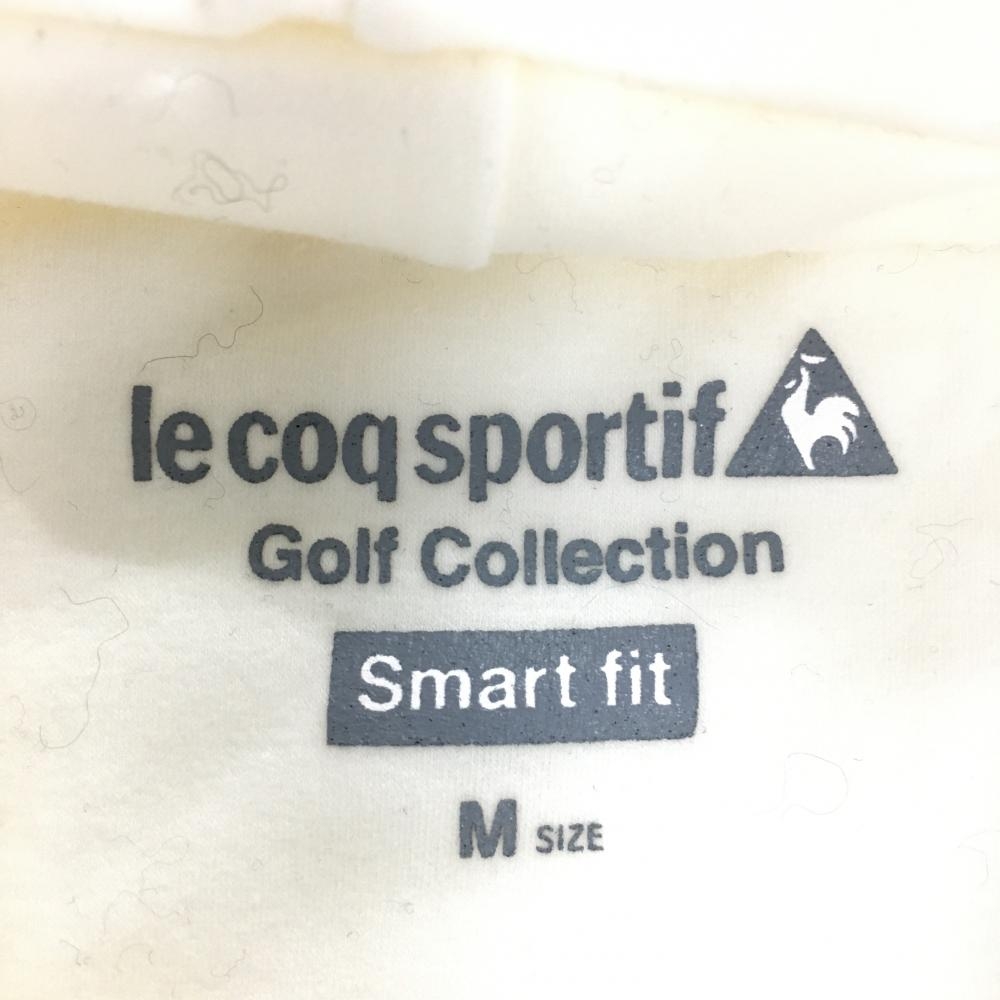 le coq sportif
Golf Collection
Smart fit
M SIZE